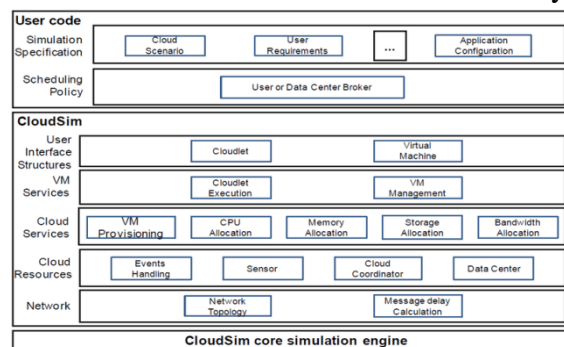 y
User code
Simulation Specification
Cloud Scenario
User Requirements
...
Application Configuration
Scheduling Policy
User or Data Center Broker
CloudSim
User Interface Structures
Cloudlet
Virtual Machine
VM Services
Cloudlet Execution
VM Management
Cloud Services
VM Provisioning
CPU Allocation
Memory Allocation
Storage Allocation
Bandwidth Allocation
Cloud Resources
Events Handling
Sensor
Cloud Coordinator
Data Center
Network
Network Topology
Message delay Calculation
CloudSim core simulation engine